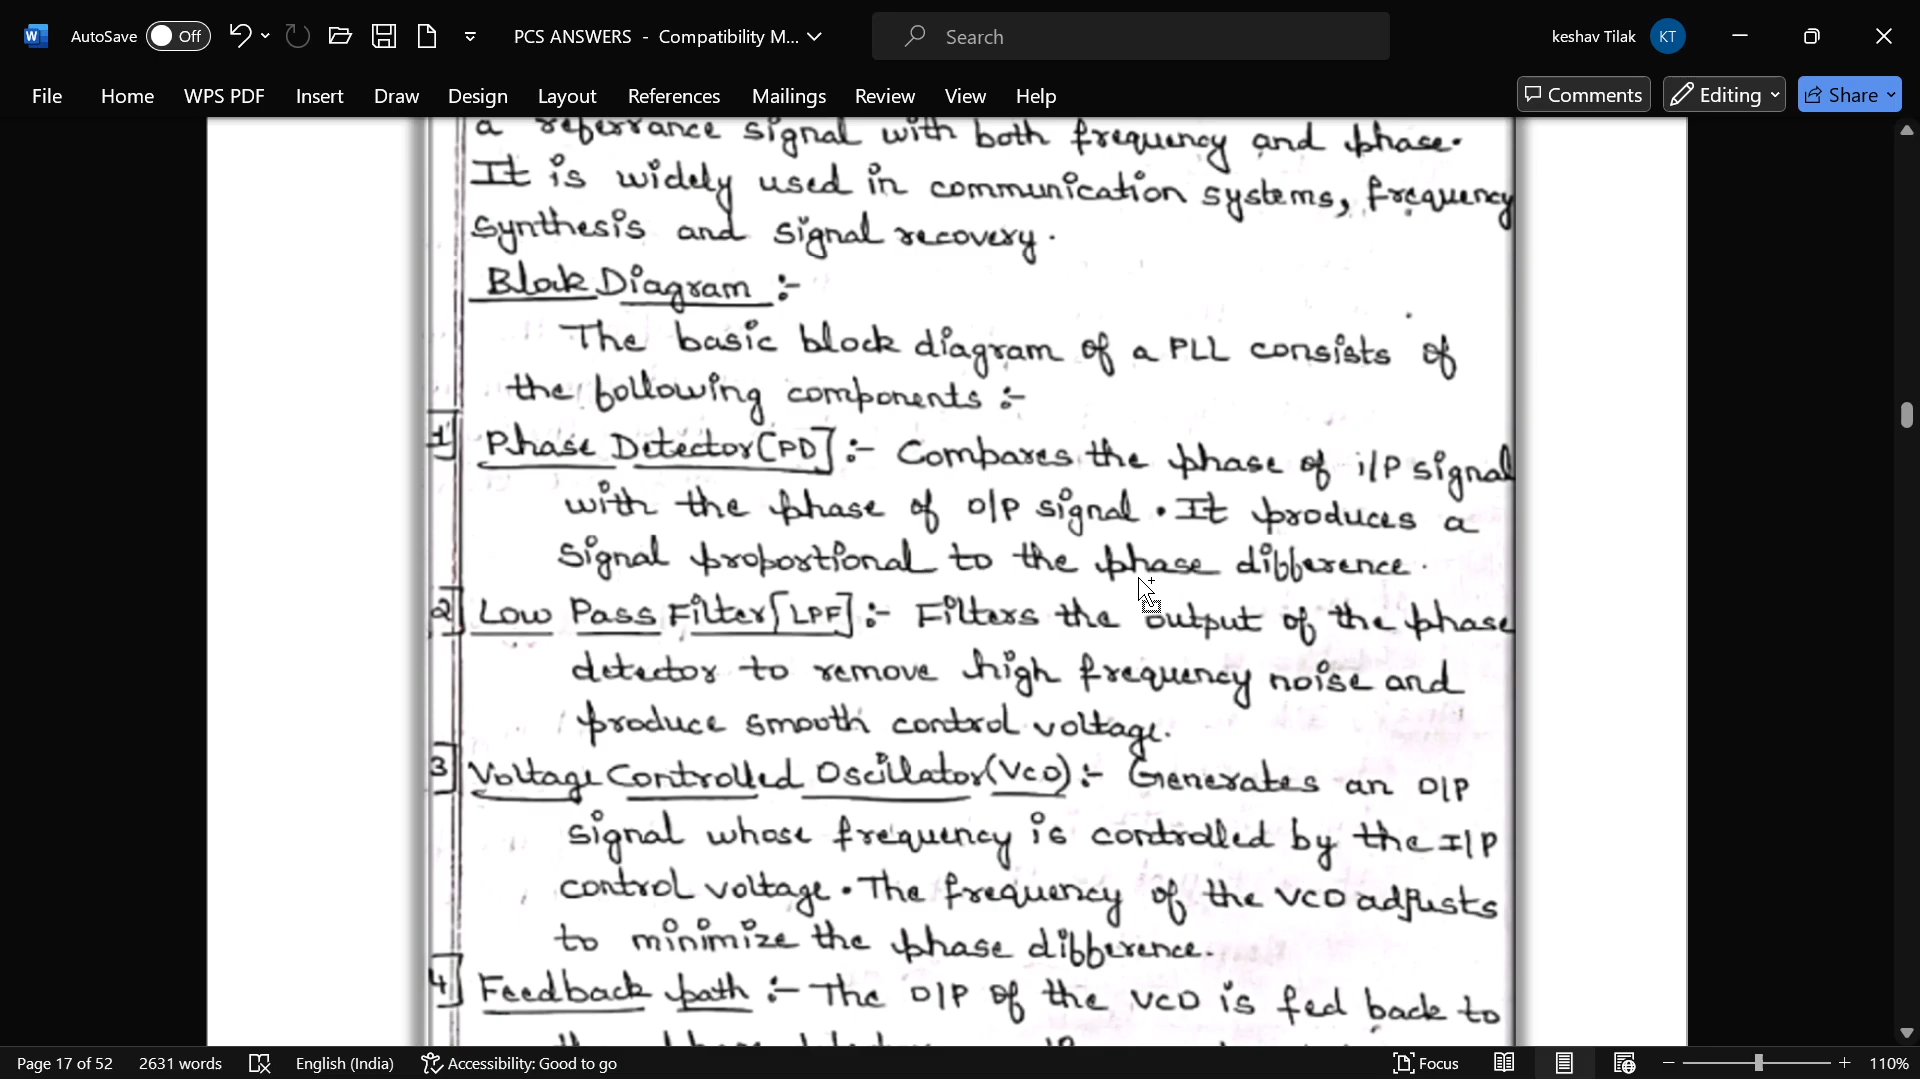 AutoSave Off PCS ANSWERS - Compatibility M... Search keshav Tilak KT
File Home WPS PDF Insert Draw Design Layout References Mailings Review View Help Comments Editing Share
a referrance signal with both frequency and phase.
It is widely used in communication systems, frequency
synthesis and signal recovery.
Block Diagram :-
The basic block diagram of a PLL consists of
the following components :-
1] Phase Detector[PD] :- Compares the phase of i/p signal
with the phase of O/P signal. It produces a
signal proportional to the phase difference.
2] Low Pass Filter[LPF] :- Filters the output of the phase
detector to remove high frequency noise and
produce smooth control voltage.
3] Voltage Controlled Oscillator(VCO) :- Generates an O/P
signal whose frequency is controlled by the I/P
control voltage. The frequency of the VCO adjusts
to minimize the phase difference.
4] Feedback path :- The O/P of the VCO is fed back to
Page 17 of 52 2631 words English (India) Accessibility: Good to go Focus 110%